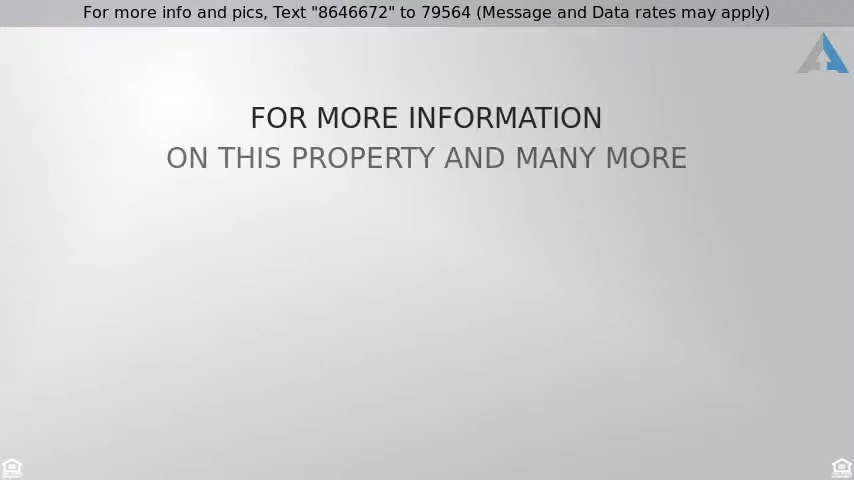 For more info and pics, Text "8646672" to 79564 (Message and Data rates may apply)
FOR MORE INFORMATION
ON THIS PROPERTY AND MANY MORE